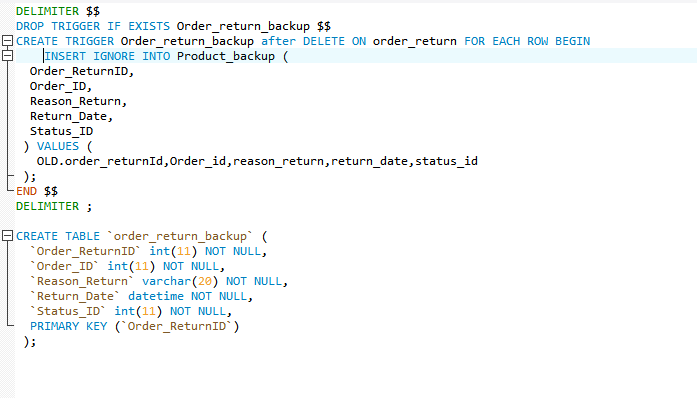 DELIMITER $$
DROP TRIGGER IF EXISTS Order_return_backup $$
CREATE TRIGGER Order_return_backup after DELETE ON order_return FOR EACH ROW BEGIN
INSERT IGNORE INTO Product_backup (
Order_ReturnID,
Order_ID,
Reason_Return,
Return_Date,
Status_ID
) VALUES (
OLD.order_returnId,Order_id,reason_return,return_date,status_id
);
END $$
DELIMITER ;
CREATE TABLE `order_return_backup` (
`Order_ReturnID` int(11) NOT NULL,
`Order_ID` int(11) NOT NULL,
`Reason_Return` varchar(20) NOT NULL,
`Return_Date` datetime NOT NULL,
`Status_ID` int(11) NOT NULL,
PRIMARY KEY (`Order_ReturnID`)
);